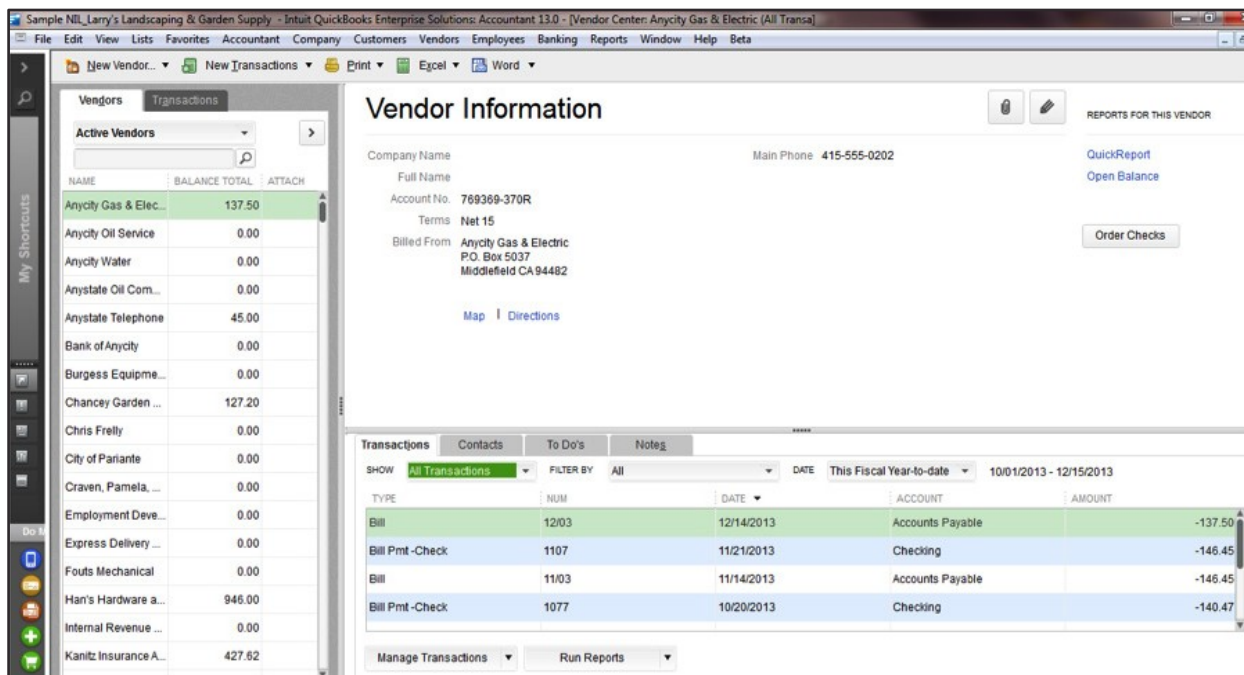 Sample NIL_Larry's Landscaping & Garden Supply - Intuit QuickBooks Enterprise Solutions: Accountant 13.0 - [Vendor Center: Anycity Gas & Electric (All Transa]
File Edit View Lists Favorites Accountant Company Customers Vendors Employees Banking Reports Window Help Beta
New Vendor... New Transactions Print Excel Word
My Shortcuts
Do M
Vendors Transactions
Active Vendors
NAME BALANCE TOTAL ATTACH
Anycity Gas & Elec... 137.50
Anycity Oil Service 0.00
Anycity Water 0.00
Anystate Oil Com... 0.00
Anystate Telephone 45.00
Bank of Anycity 0.00
Burgess Equipme... 0.00
Chancey Garden ... 127.20
Chris Frelly 0.00
City of Pariante 0.00
Craven, Pamela, ... 0.00
Employment Deve... 0.00
Express Delivery ... 0.00
Fouts Mechanical 0.00
Han's Hardware a... 946.00
Internal Revenue ... 0.00
Kanitz Insurance A... 427.62
Vendor Information
Company Name
Full Name
Account No. 769369-370R
Terms Net 15
Billed From Anycity Gas & Electric
P.O. Box 5037
Middlefield CA 94482
Map | Directions
Main Phone 415-555-0202
REPORTS FOR THIS VENDOR
QuickReport
Open Balance
Order Checks
Transactions Contacts To Do's Notes
SHOW All Transactions FILTER BY All DATE This Fiscal Year-to-date 10/01/2013 - 12/15/2013
TYPE NUM DATE ACCOUNT AMOUNT
Bill 12/03 12/14/2013 Accounts Payable -137.50
Bill Pmt -Check 1107 11/21/2013 Checking -146.45
Bill 11/03 11/14/2013 Accounts Payable -146.45
Bill Pmt -Check 1077 10/20/2013 Checking -140.47
Manage Transactions Run Reports